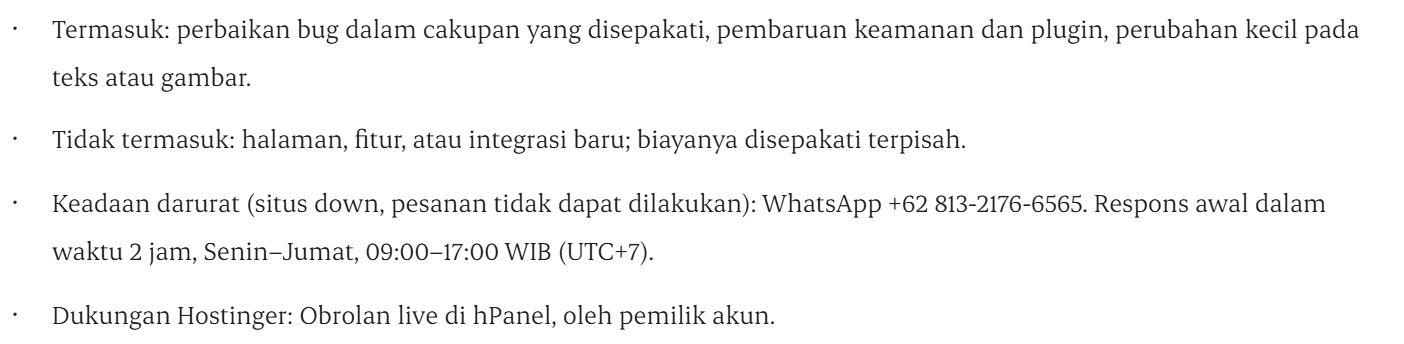 · Termasuk: perbaikan bug dalam cakupan yang disepakati, pembaruan keamanan dan plugin, perubahan kecil pada
teks atau gambar.
· Tidak termasuk: halaman, fitur, atau integrasi baru; biayanya disepakati terpisah.
· Keadaan darurat (situs down, pesanan tidak dapat dilakukan): WhatsApp +62 813-2176-6565. Respons awal dalam
waktu 2 jam, Senin–Jumat, 09:00–17:00 WIB (UTC+7).
· Dukungan Hostinger: Obrolan live di hPanel, oleh pemilik akun.